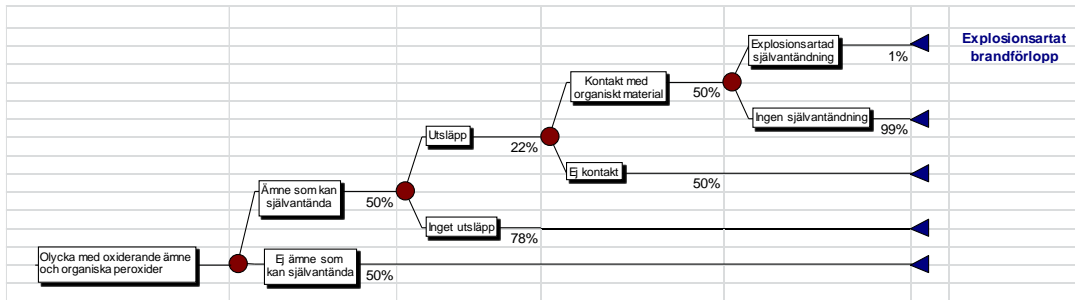 Explosionsartad
självantändning
1%
Explosionsartat
brandförlopp
Kontakt med
organiskt material
50%
Ingen självantändning
99%
Utsläpp
22%
Ej kontakt
50%
Ämne som kan
självantända
50%
Inget utsläpp
78%
Olycka med oxiderande ämne
och organiska peroxider
Ej ämne som
kan självantända
50%